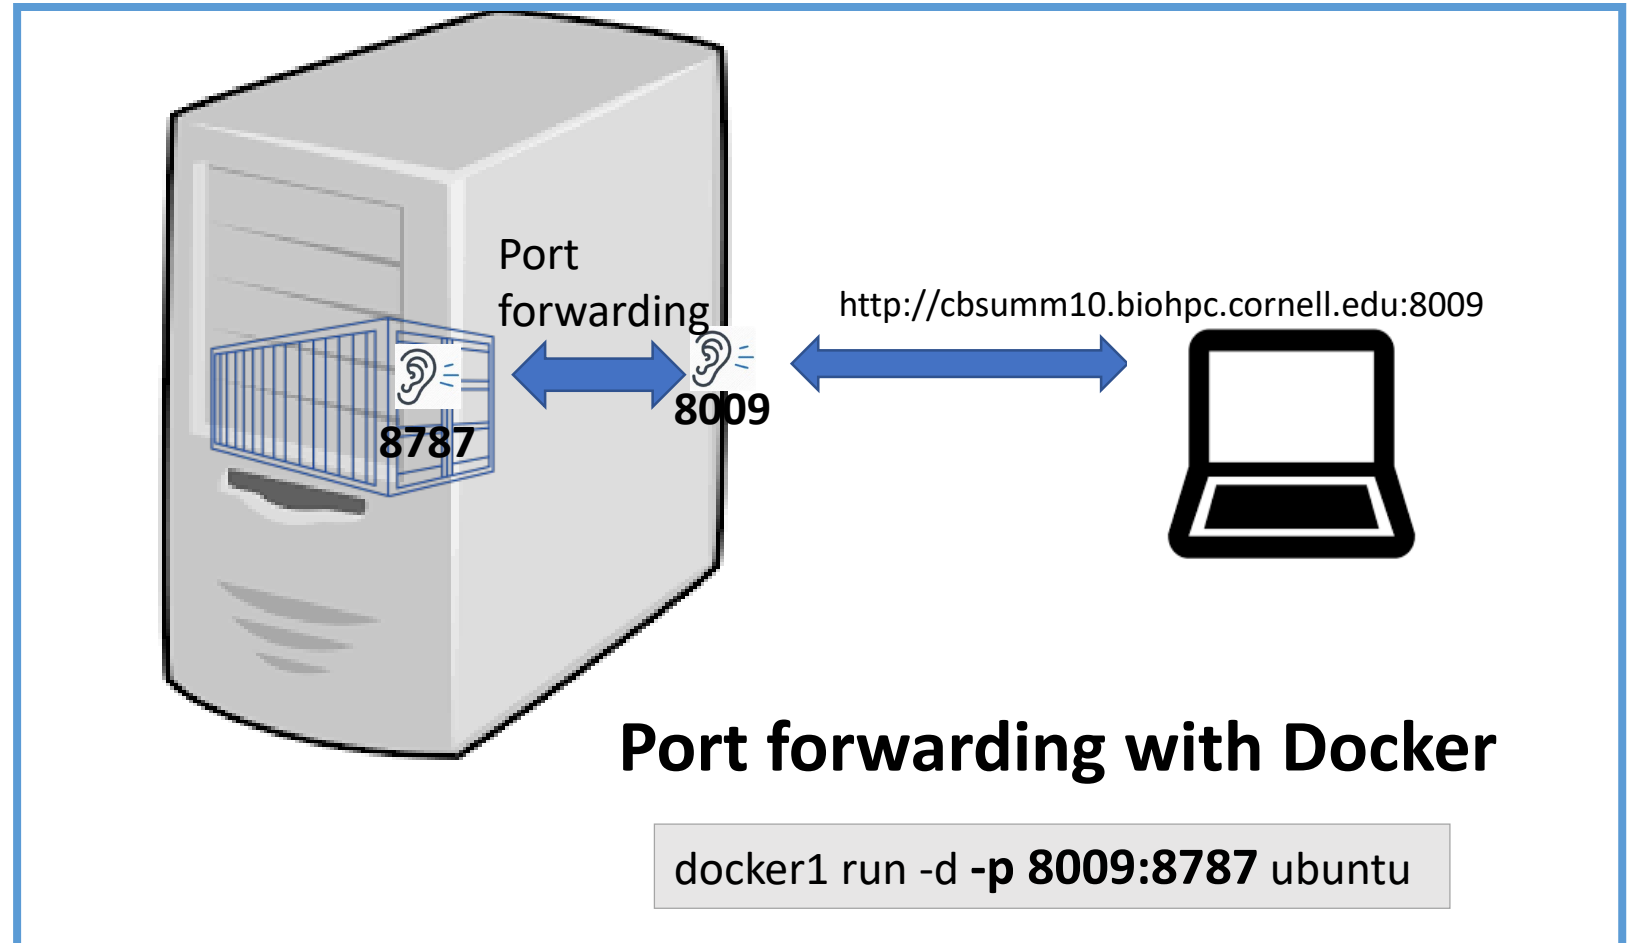 Port
forwarding
http://cbsumm10.biohpc.cornell.edu:8009
8009
8787
Port forwarding with Docker
docker1 run -d -p 8009:8787 ubuntu